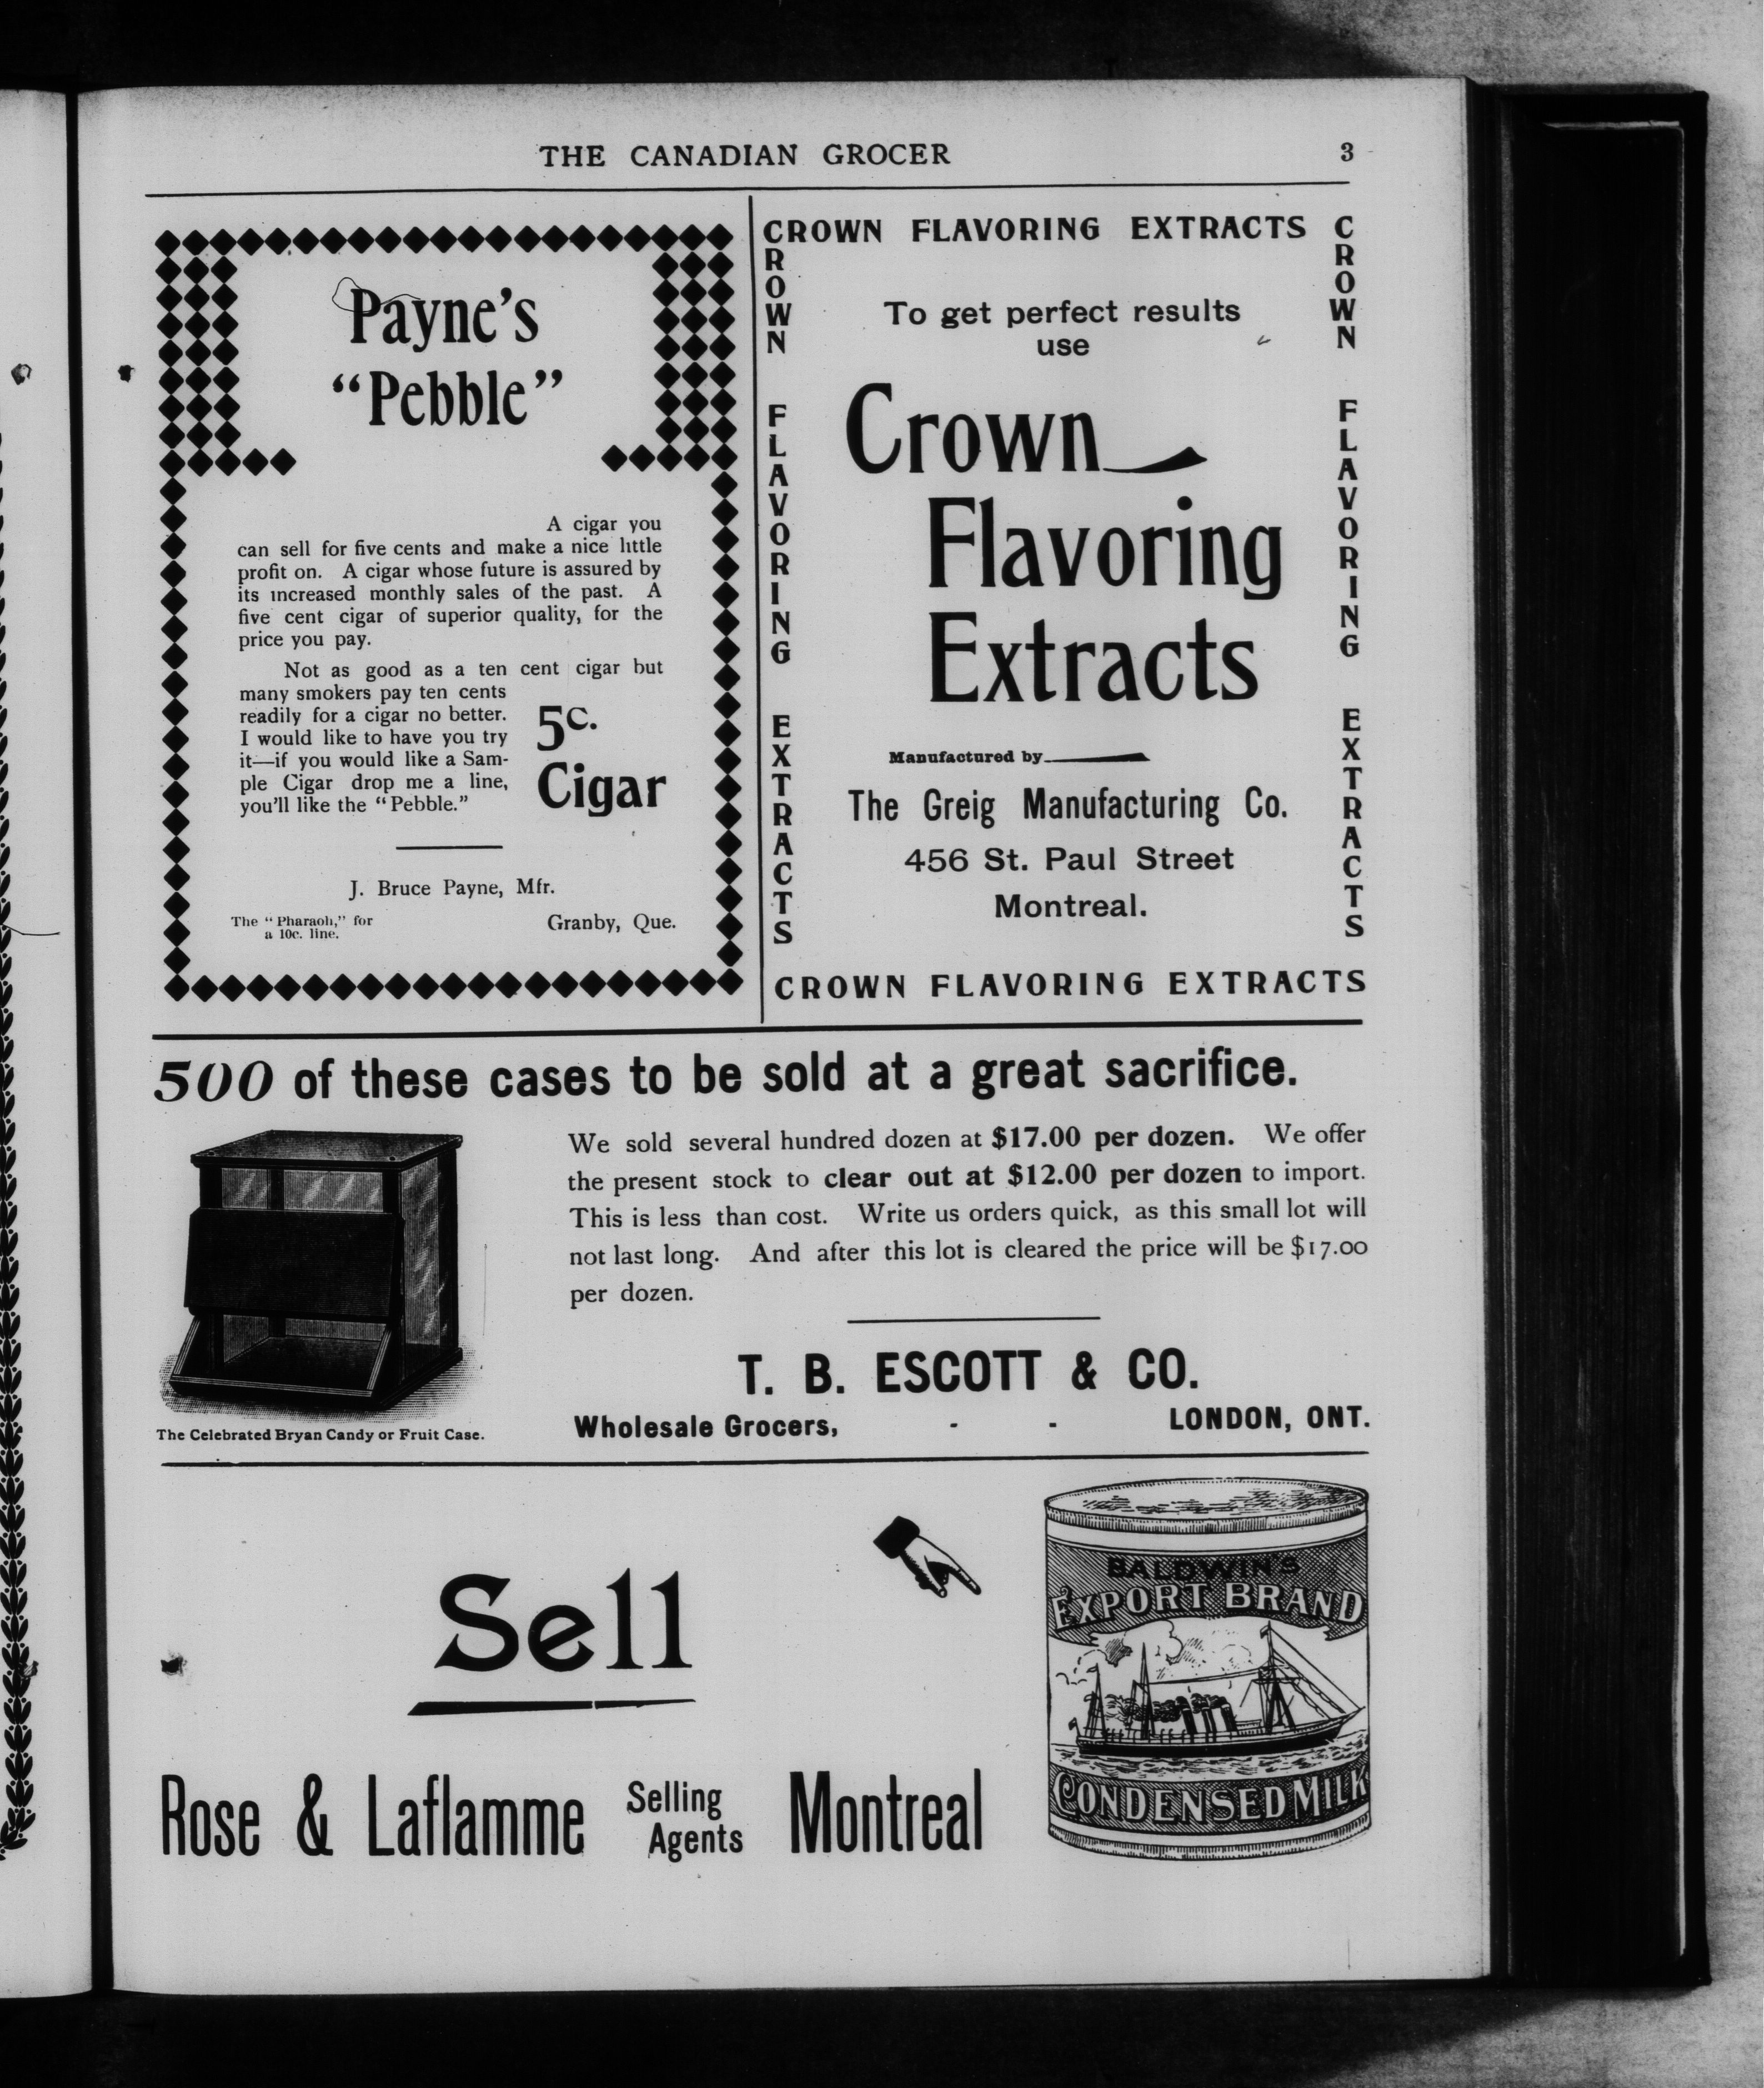 THE CANADIAN GROCER
3
Payne's
"Pebble"
A cigar you
can sell for five cents and make a nice little
profit on. A cigar whose future is assured by
its increased monthly sales of the past. A
five cent cigar of superior quality, for the
price you pay.
Not as good as a ten cent cigar but
many smokers pay ten cents
readily for a cigar no better.
I would like to have you try
it—if you would like a Sam-
ple Cigar drop me a line,
you'll like the "Pebble."
5c.
Cigar
J. Bruce Payne, Mfr.
The "Pharaoh," for
a 10c. line.
Granby, Que.
CROWN FLAVORING EXTRACTS
CROWN FLAVORING EXTRACTS
CROWN FLAVORING EXTRACTS
To get perfect results
use
Crown
Flavoring
Extracts
Manufactured by
The Greig Manufacturing Co.
456 St. Paul Street
Montreal.
CROWN FLAVORING EXTRACTS
500 of these cases to be sold at a great sacrifice.
We sold several hundred dozen at $17.00 per dozen. We offer
the present stock to clear out at $12.00 per dozen to import.
This is less than cost. Write us orders quick, as this small lot will
not last long. And after this lot is cleared the price will be $17.00
per dozen.
The Celebrated Bryan Candy or Fruit Case.
T. B. ESCOTT & CO.
Wholesale Grocers, - - LONDON, ONT.
Sell
BALDWIN'S
EXPORT BRAND
CONDENSED MILK
Rose & Laflamme
Selling
Agents
Montreal